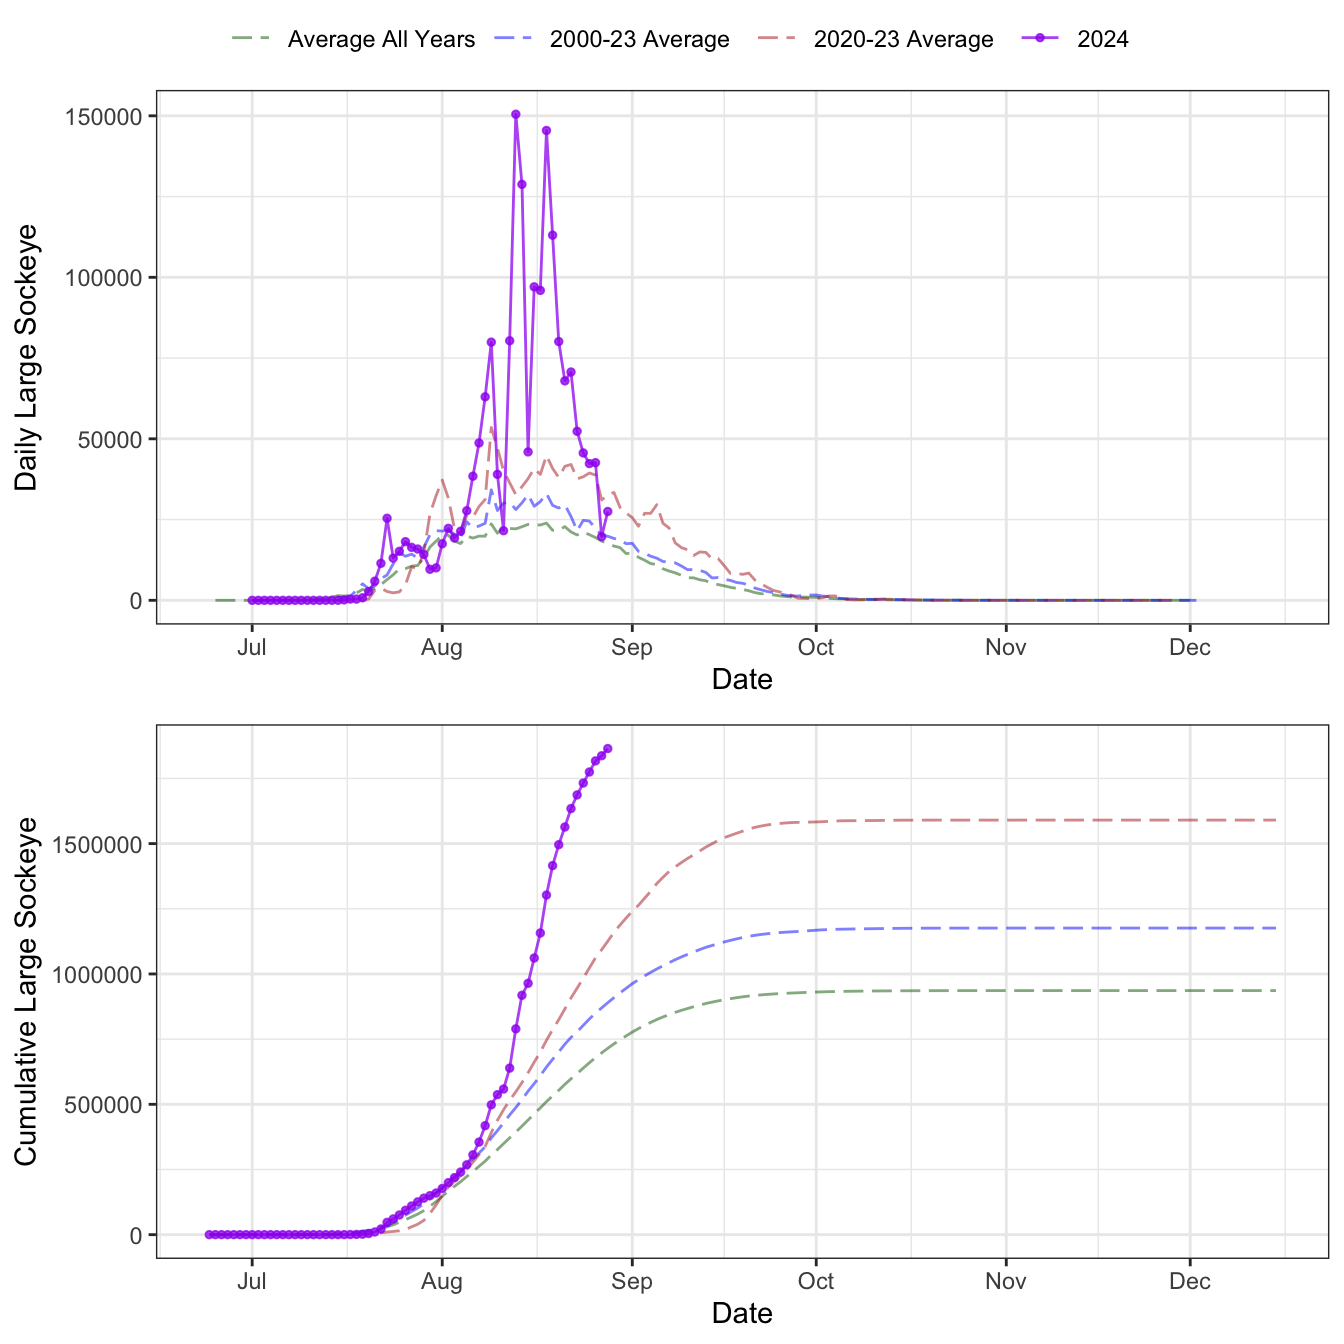 Average All Years 2000-23 Average 2020-23 Average 2024
Daily Large Sockeye
150000
100000
50000
0
Jul Aug Sep Oct Nov Dec
Date
Cumulative Large Sockeye
1500000
1000000
500000
0
Jul Aug Sep Oct Nov Dec
Date